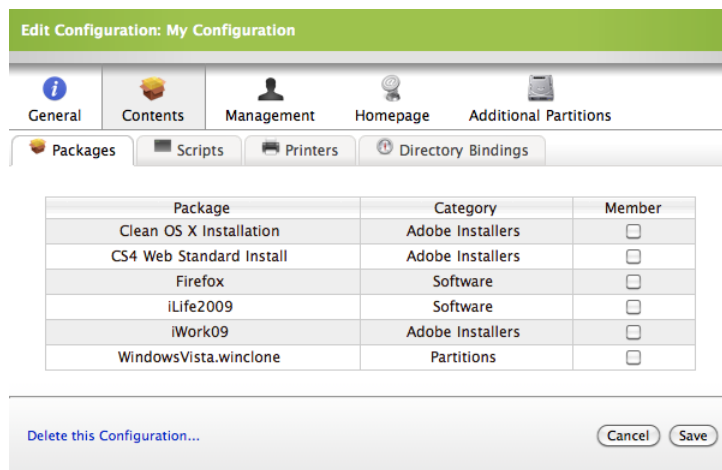 Edit Configuration: My Configuration
General Contents Management Homepage Additional Partitions
Packages Scripts Printers Directory Bindings
Package Category Member
Clean OS X Installation Adobe Installers
CS4 Web Standard Install Adobe Installers
Firefox Software
iLife2009 Software
iWork09 Adobe Installers
WindowsVista.winclone Partitions
Delete this Configuration... Cancel Save